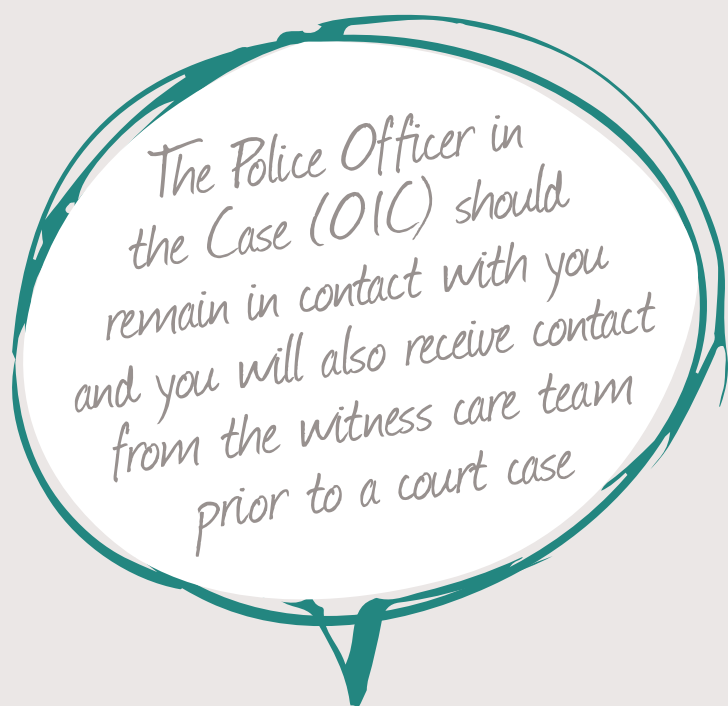 The Police Officer in
the Case (OIC) should
remain in contact with you
and you will also receive contact
from the witness care team
prior to a court case